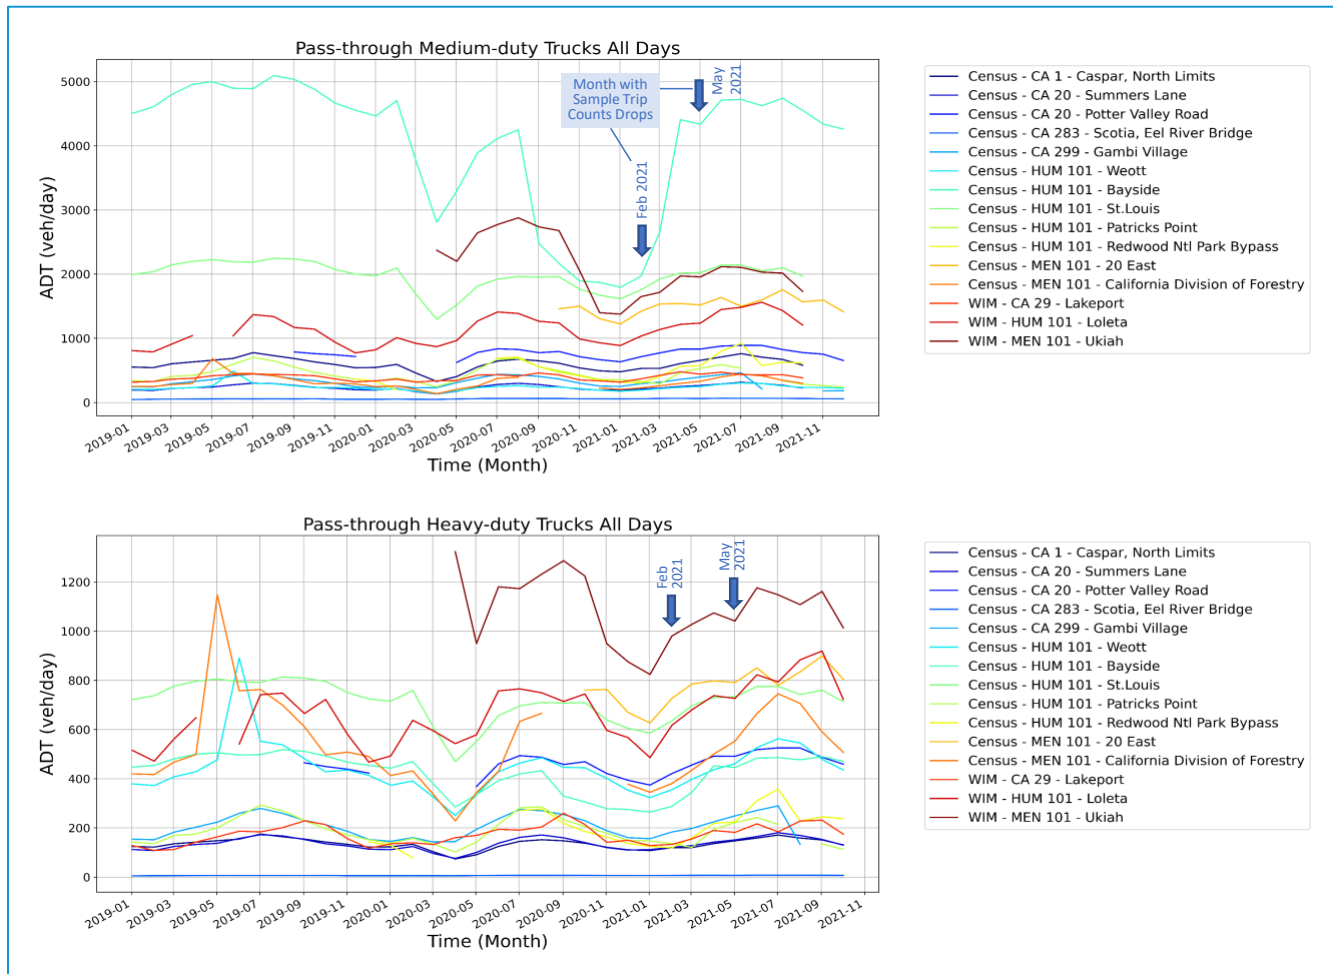 Pass-through Medium-duty Trucks All Days
ADT (veh/day)
5000
4000
3000
2000
1000
0
Month with
Sample Trip
Counts Drops
Feb 2021
May
2021
2019-01
2019-03
2019-05
2019-07
2019-09
2019-11
2020-01
2020-03
2020-05
2020-07
2020-09
2020-11
2021-01
2021-03
2021-05
2021-07
2021-09
2021-11
Time (Month)
Census - CA 1 - Caspar, North Limits
Census - CA 20 - Summers Lane
Census - CA 20 - Potter Valley Road
Census - CA 283 - Scotia, Eel River Bridge
Census - CA 299 - Gambi Village
Census - HUM 101 - Weott
Census - HUM 101 - Bayside
Census - HUM 101 - St.Louis
Census - HUM 101 - Patricks Point
Census - HUM 101 - Redwood Ntl Park Bypass
Census - MEN 101 - 20 East
Census - MEN 101 - California Division of Forestry
WIM - CA 29 - Lakeport
WIM - HUM 101 - Loleta
WIM - MEN 101 - Ukiah
Pass-through Heavy-duty Trucks All Days
ADT (veh/day)
1200
1000
800
600
400
200
0
Feb
2021
May
2021
2019-01
2019-03
2019-05
2019-07
2019-09
2019-11
2020-01
2020-03
2020-05
2020-07
2020-09
2020-11
2021-01
2021-03
2021-05
2021-07
2021-09
2021-11
Time (Month)
Census - CA 1 - Caspar, North Limits
Census - CA 20 - Summers Lane
Census - CA 20 - Potter Valley Road
Census - CA 283 - Scotia, Eel River Bridge
Census - CA 299 - Gambi Village
Census - HUM 101 - Weott
Census - HUM 101 - Bayside
Census - HUM 101 - St.Louis
Census - HUM 101 - Patricks Point
Census - HUM 101 - Redwood Ntl Park Bypass
Census - MEN 101 - 20 East
Census - MEN 101 - California Division of Forestry
WIM - CA 29 - Lakeport
WIM - HUM 101 - Loleta
WIM - MEN 101 - Ukiah